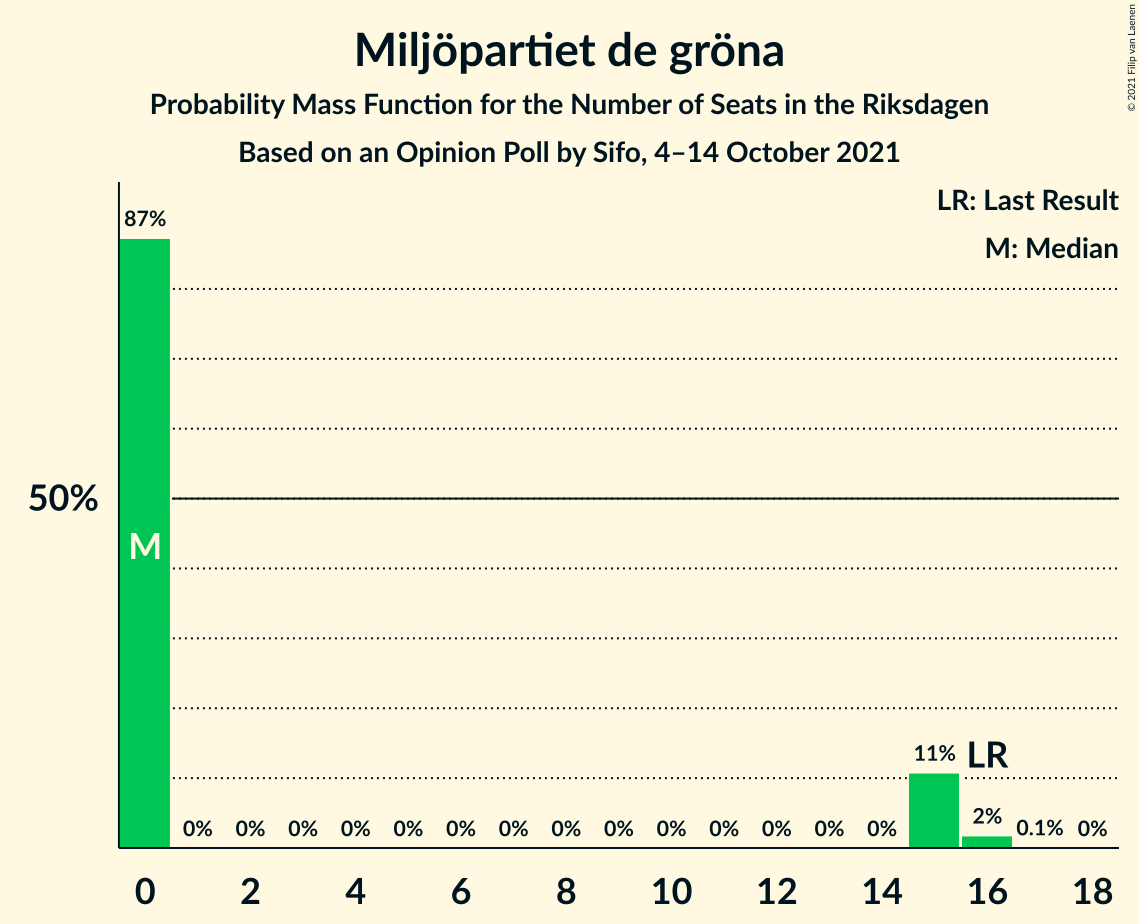 Miljöpartiet de gröna
Probability Mass Function for the Number of Seats in the Riksdagen
Based on an Opinion Poll by Sifo, 4–14 October 2021
© 2021 Filip van Laenen
LR: Last Result
M: Median
87%
50%
M
11%
LR
0% 0% 0% 0% 0% 0% 0% 0% 0% 0% 0% 0% 0% 0% 2% 0.1% 0%
0 2 4 6 8 10 12 14 16 18